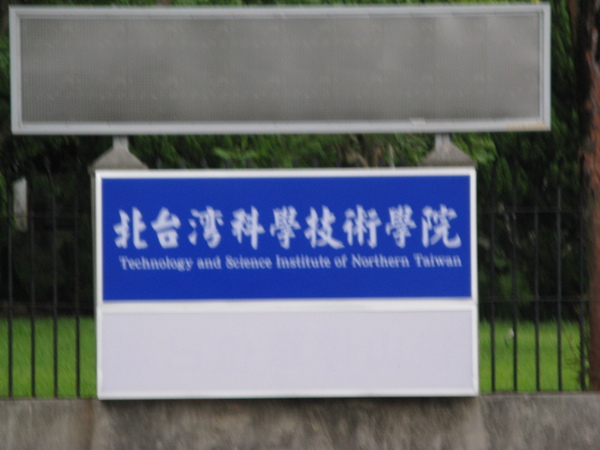 北台湾科學技術學院
Technology and Science Institute of Northern Taiwan